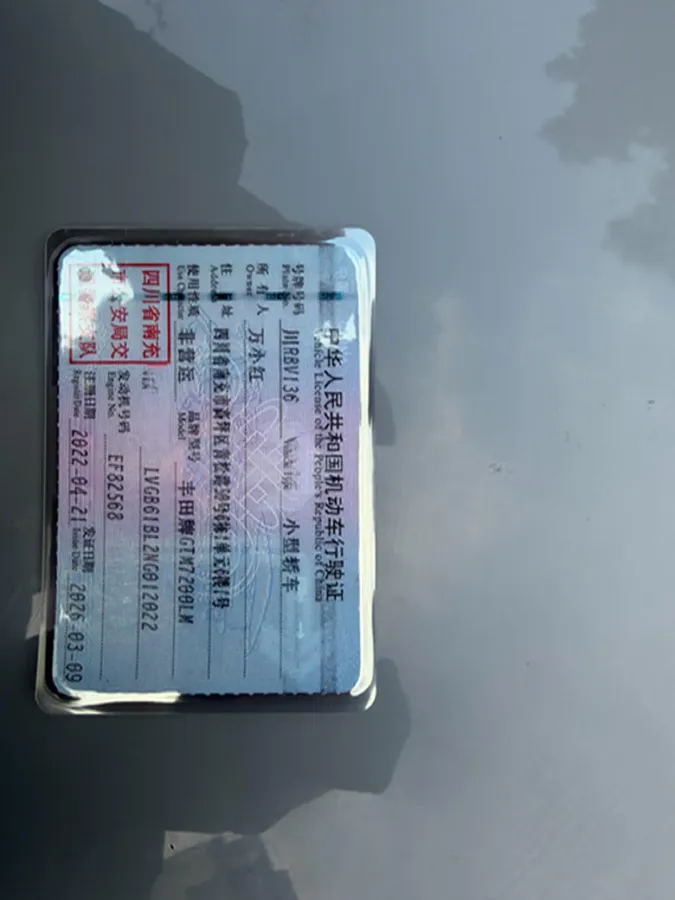 中华人民共和国机动车行驶证
Vehicle License of the People's Republic of China
号牌号码 川RBV136 小型轿车
Plate No.
所有人 万小红
Owner
住 址
Address
使用性质 非营运 品牌型号 丰田牌GTM7200LM
Model
四川省南充
LVGB61BL2NG012022
安局交
发动机号码 EF82568
Engine No.
队
注册日期 2022-04-21 发证日期 2026-03-09
Register Date Issue Date